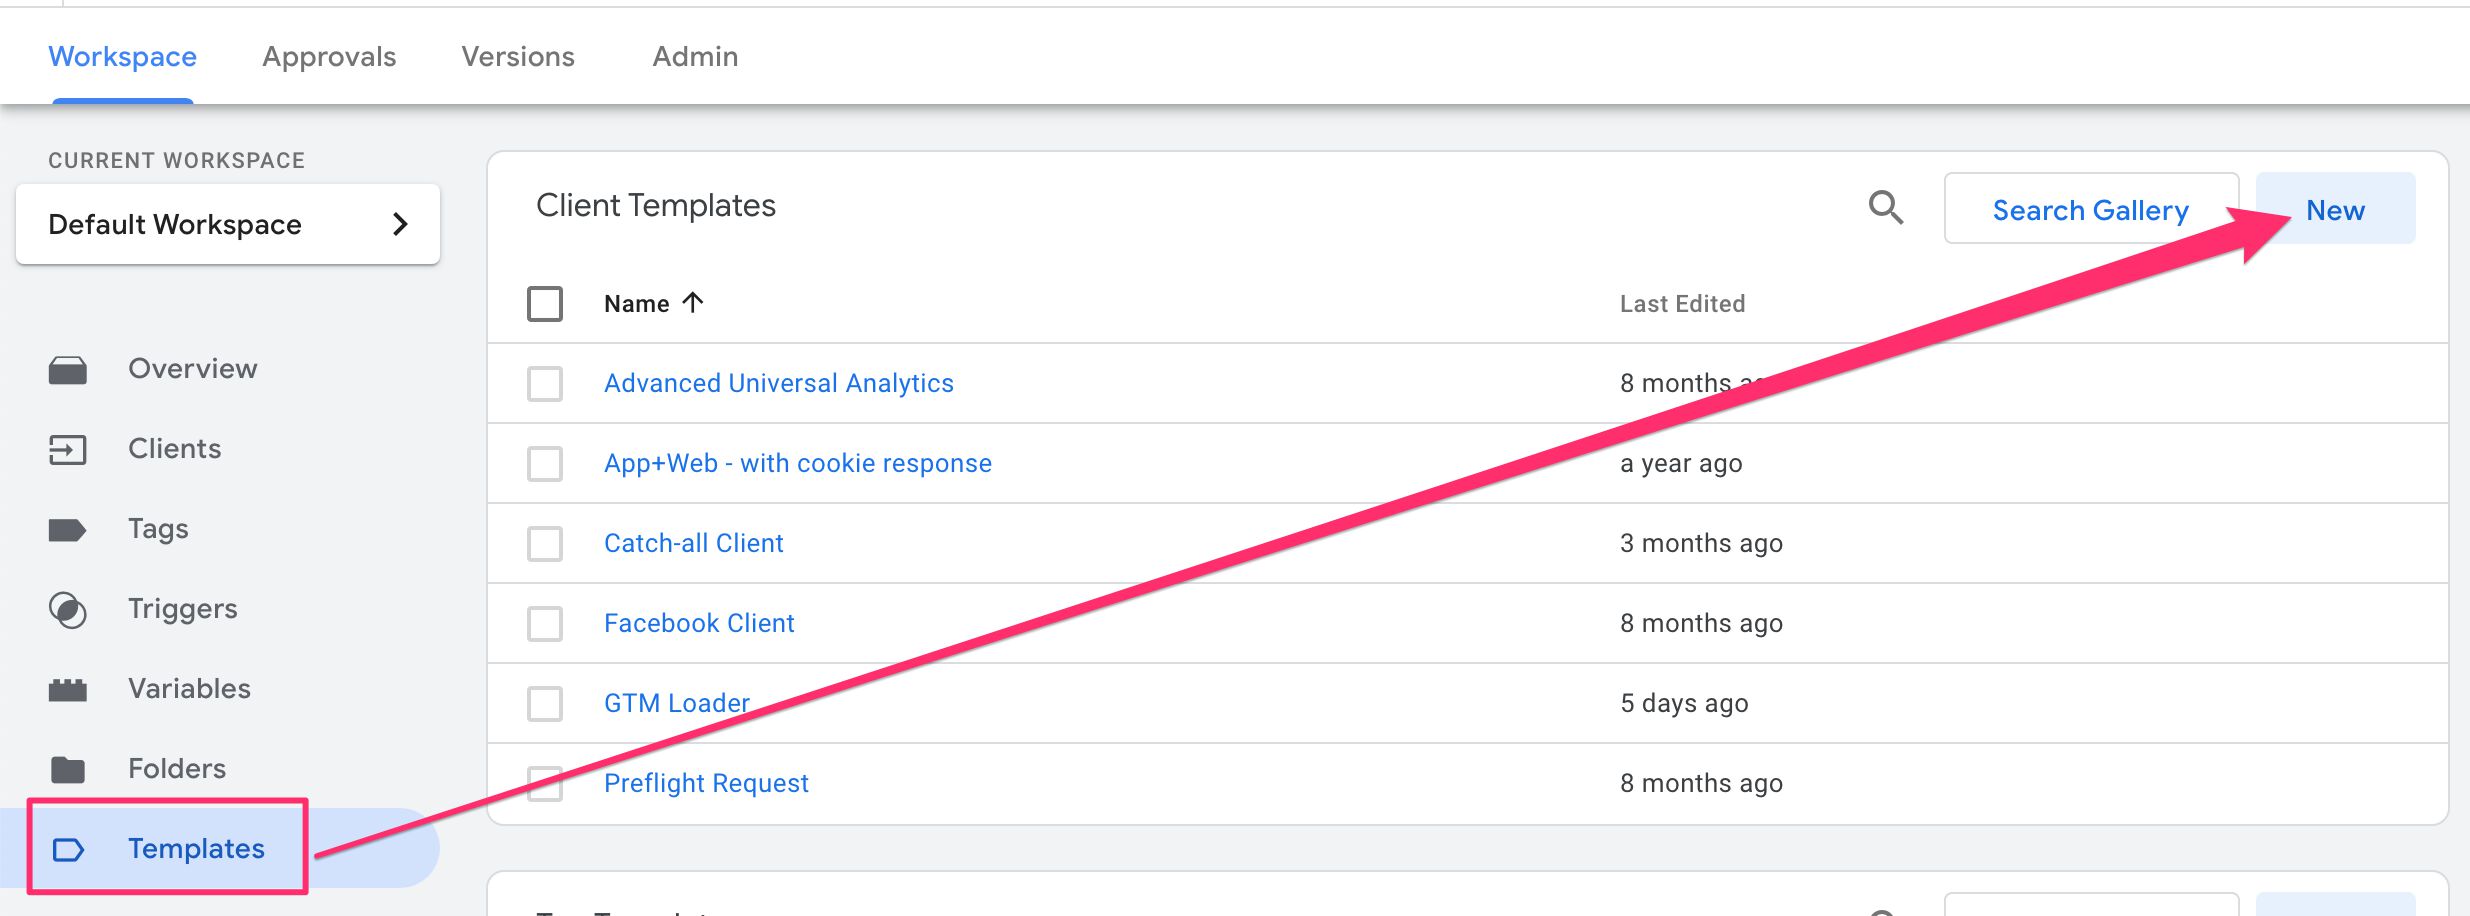 Workspace Approvals Versions Admin
CURRENT WORKSPACE
Default Workspace
Overview
Clients
Tags
Triggers
Variables
Folders
Templates
Client Templates
Search Gallery
New
Name Last Edited
Advanced Universal Analytics 8 months ago
App+Web - with cookie response a year ago
Catch-all Client 3 months ago
Facebook Client 8 months ago
GTM Loader 5 days ago
Preflight Request 8 months ago